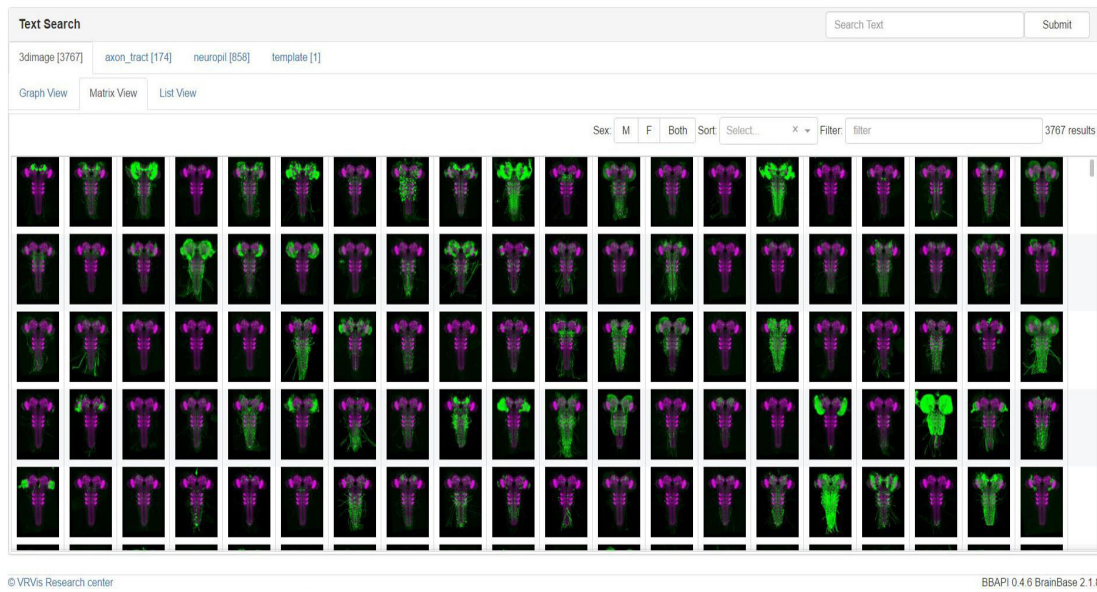 Text Search Search Text Submit
3dimage [3767] axon_tract [174] neuropil [858] template [1]
Graph View Matrix View List View
Sex: M F Both Sort: Select... × Filter: filter 3767 results
© VRVis Research center BBAPI 0.4.6 BrainBase 2.1.